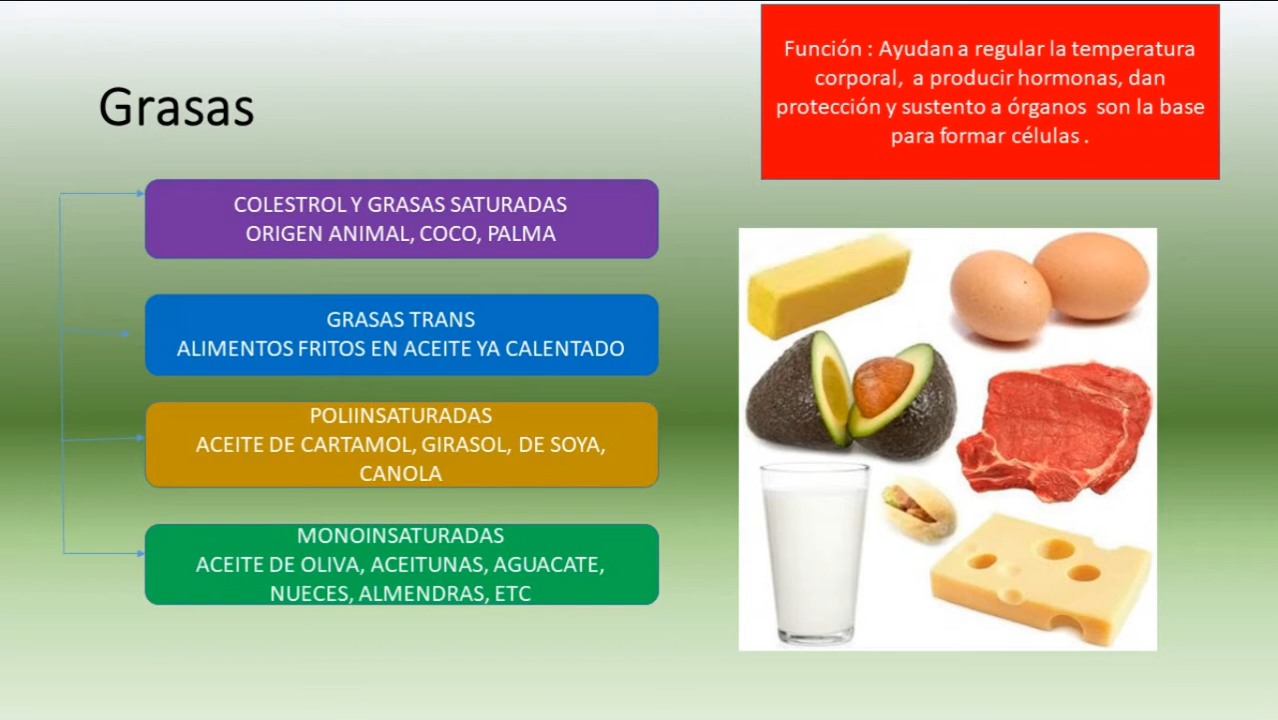 Grasas
Función : Ayudan a regular la temperatura
corporal, a producir hormonas, dan
protección y sustento a órganos son la base
para formar células .
COLESTROL Y GRASAS SATURADAS
ORIGEN ANIMAL, COCO, PALMA
GRASAS TRANS
ALIMENTOS FRITOS EN ACEITE YA CALENTADO
POLIINSATURADAS
ACEITE DE CARTAMOL, GIRASOL, DE SOYA,
CANOLA
MONOINSATURADAS
ACEITE DE OLIVA, ACEITUNAS, AGUACATE,
NUECES, ALMENDRAS, ETC